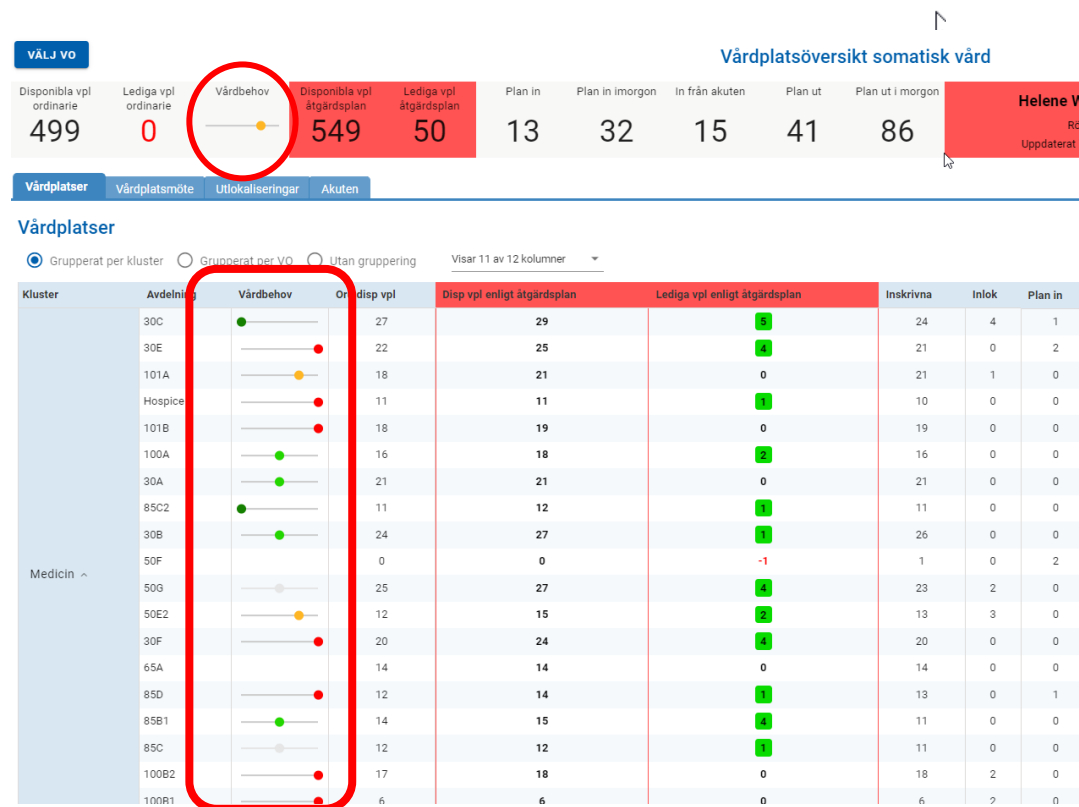 VÄLJ VO
Vårdplatsöversikt somatisk vård
Disponibla vpl ordinarie
499
Lediga vpl ordinarie
0
Vårdbehov
Disponibla vpl åtgärdsplan
549
Lediga vpl åtgärdsplan
50
Plan in
13
Plan in imorgon
32
In från akuten
15
Plan ut
41
Plan ut i morgon
86
Helene
Uppdaterat
Vårdplatser Vårdplatsmöte Utlokaliseringar Akuten
Vårdplatser
Grupperat per kluster Grupperat per VO Utan gruppering Visar 11 av 12 kolumner
Kluster Avdelning Vårdbehov Ord disp vpl Disp vpl enligt åtgärdsplan Lediga vpl enligt åtgärdsplan Inskrivna Inlok Plan in
30C 27 29 5 24 4 1
30E 22 25 4 21 0 2
101A 18 21 0 21 1 0
Hospice 11 11 1 10 0 0
101B 18 19 0 19 0 0
100A 16 18 2 16 0 0
30A 21 21 0 21 0 0
85C2 11 12 1 11 0 0
30B 24 27 1 26 0 0
50F 0 0 -1 1 0 2
Medicin
50G 25 27 4 23 2 0
50E2 12 15 2 13 3 0
30F 20 24 4 20 0 0
65A 14 14 0 14 0 0
85D 12 14 1 13 0 1
85B1 14 15 4 11 0 0
85C 12 12 1 11 0 0
100B2 17 18 0 18 2 0
100B1 6 6 0 6 2 0